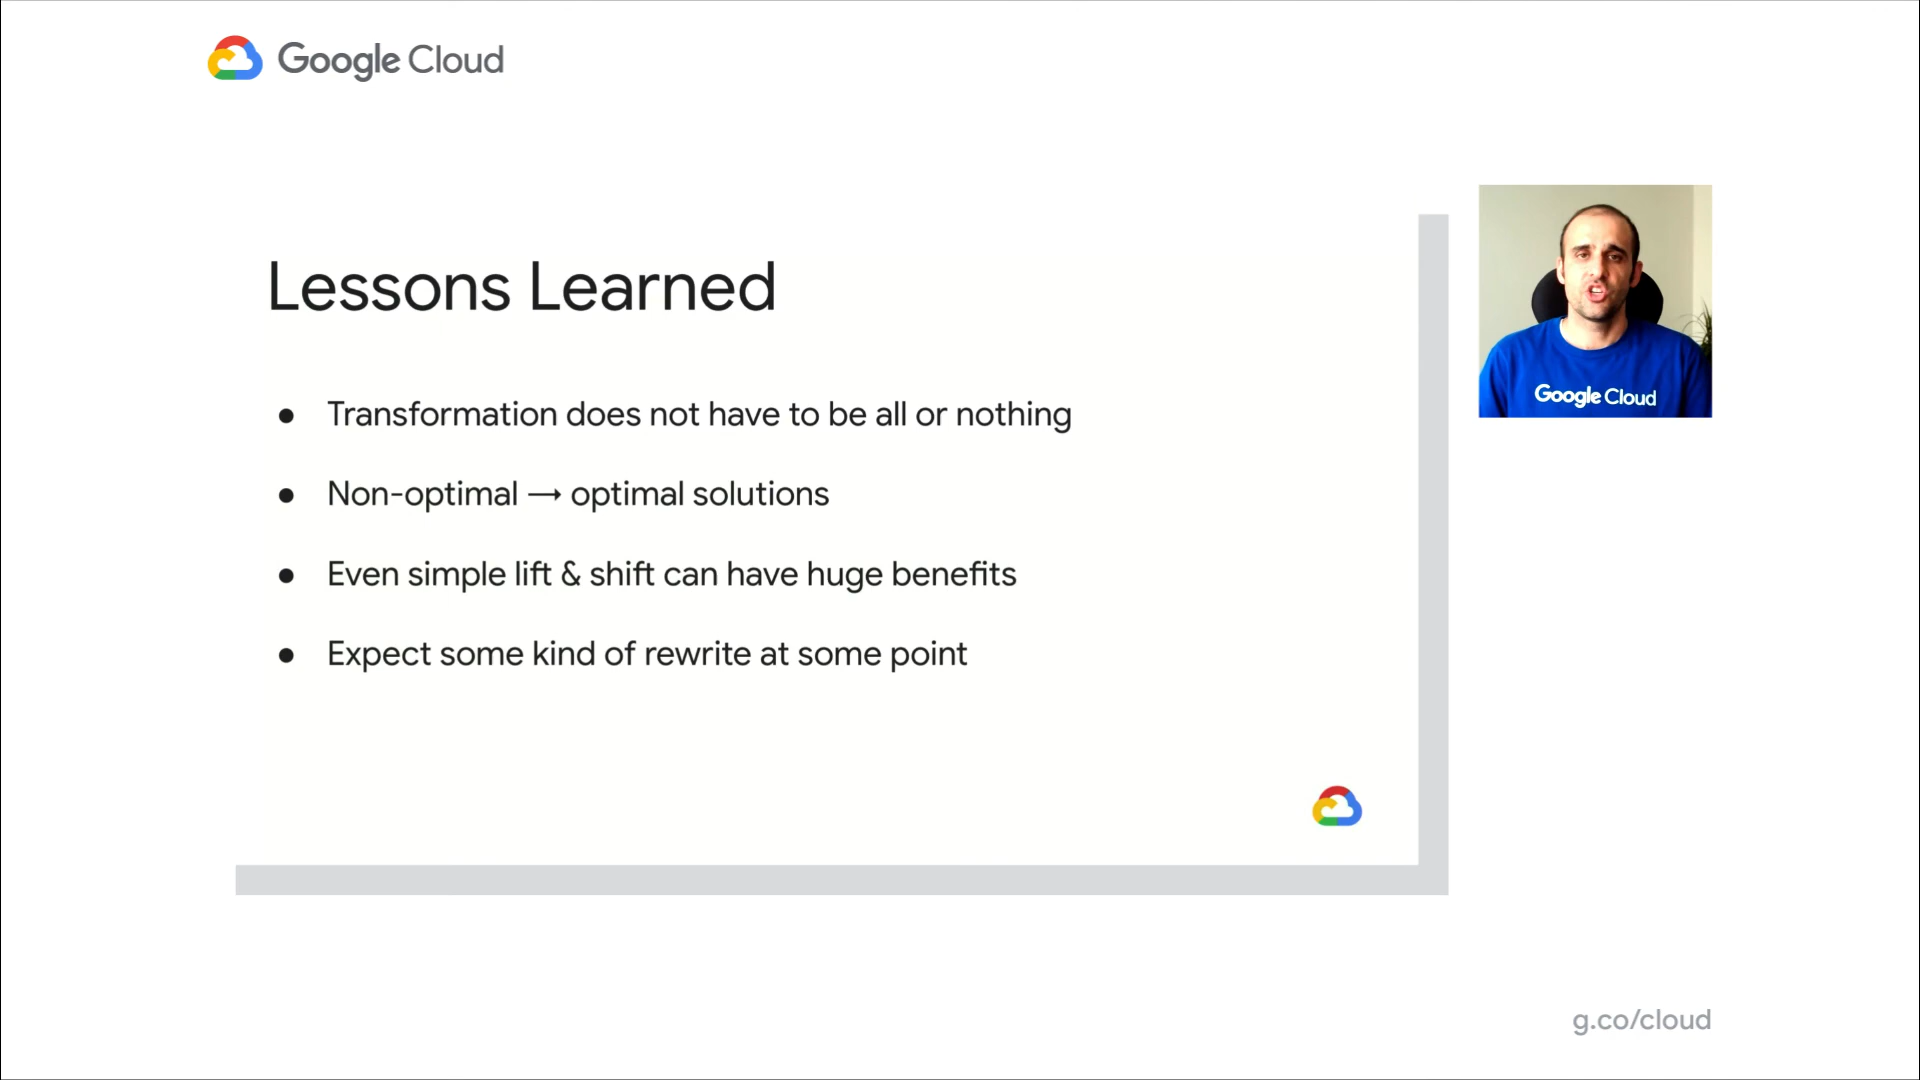 Google Cloud
Lessons Learned
● Transformation does not have to be all or nothing
● Non-optimal → optimal solutions
● Even simple lift & shift can have huge benefits
● Expect some kind of rewrite at some point
Google Cloud
g.co/cloud